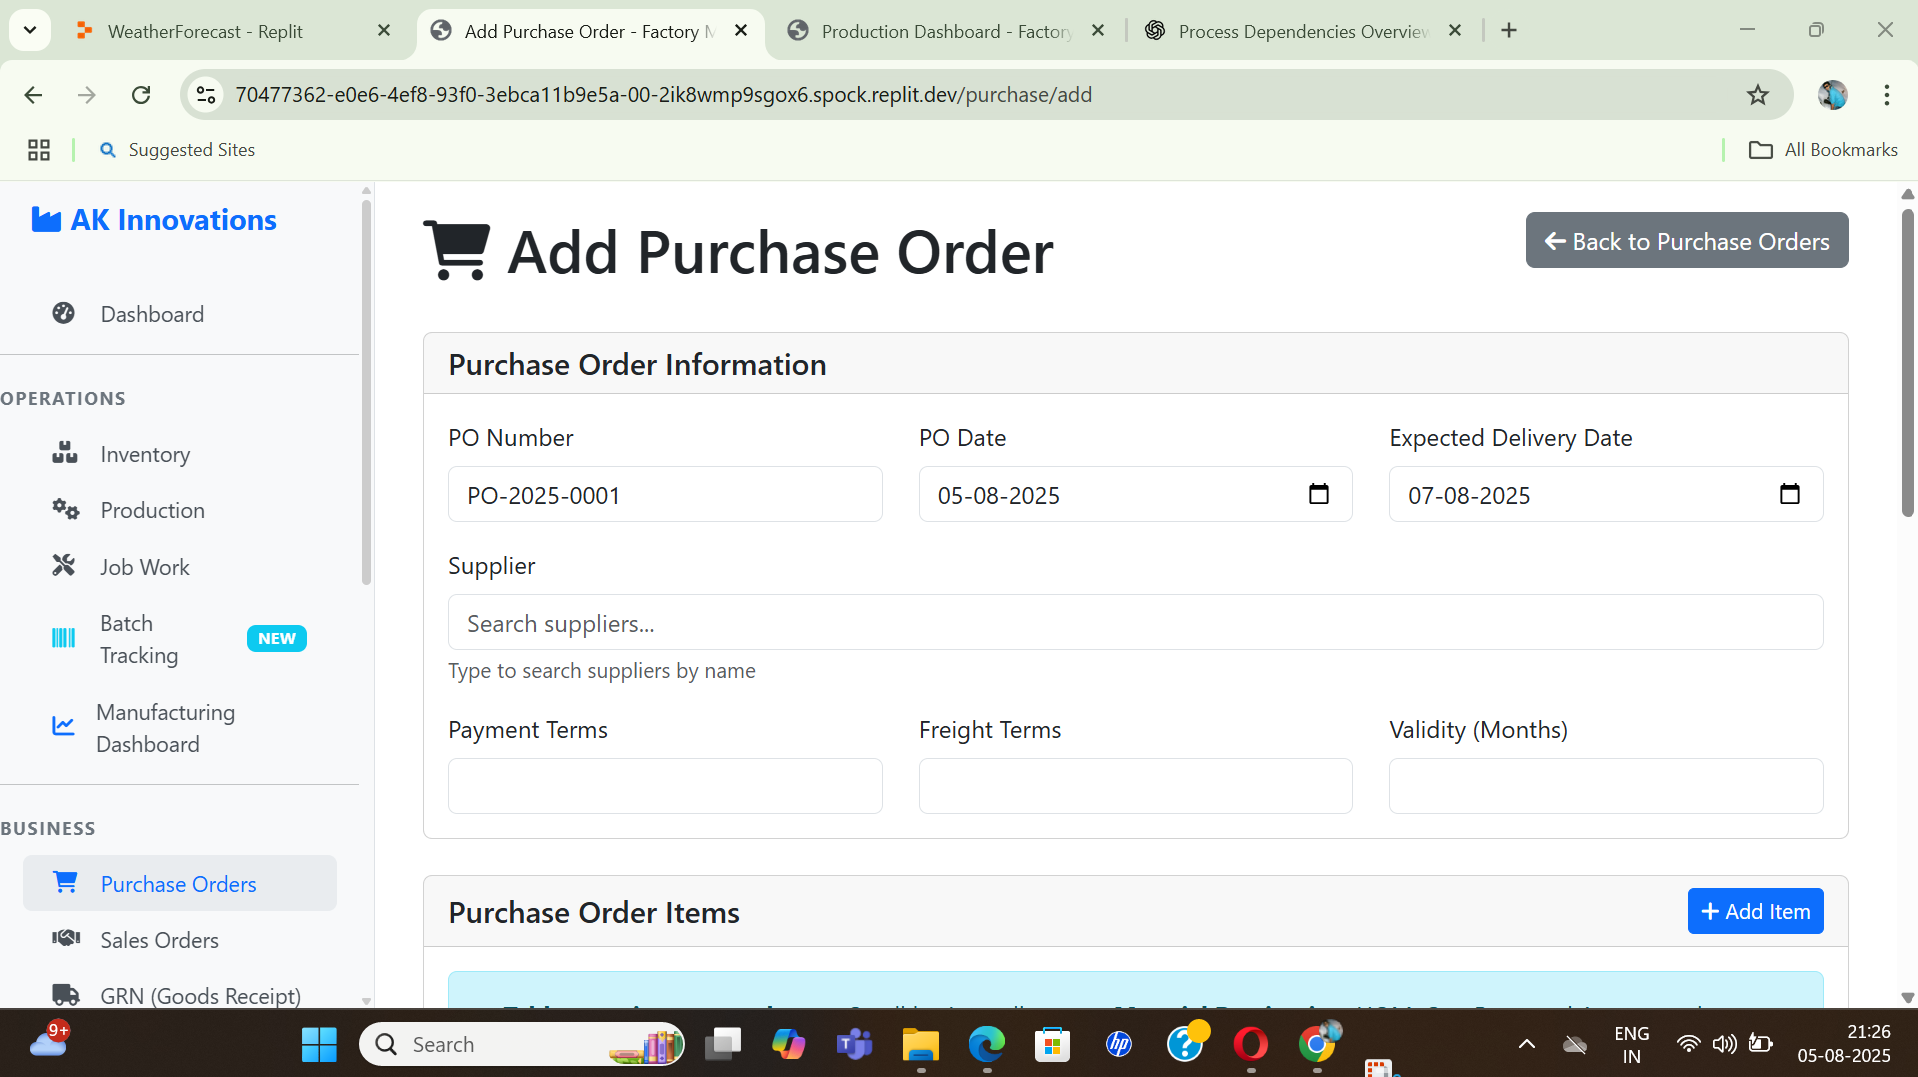 WeatherForecast - Replit
Add Purchase Order - Factory M
Production Dashboard - Factory
Process Dependencies Overview
70477362-e0e6-4ef8-93f0-3ebca11b9e5a-00-2ik8wmp9sgox6.spock.replit.dev/purchase/add
Suggested Sites
All Bookmarks
AK Innovations
Dashboard
OPERATIONS
Inventory
Production
Job Work
Batch
Tracking
NEW
Manufacturing
Dashboard
BUSINESS
Purchase Orders
Sales Orders
GRN (Goods Receipt)
Add Purchase Order
Back to Purchase Orders
Purchase Order Information
PO Number
PO Date
Expected Delivery Date
PO-2025-0001
05-08-2025
07-08-2025
Supplier
Search suppliers...
Type to search suppliers by name
Payment Terms
Freight Terms
Validity (Months)
Purchase Order Items
Add Item
9+
Search
ENG
IN
21:26
05-08-2025